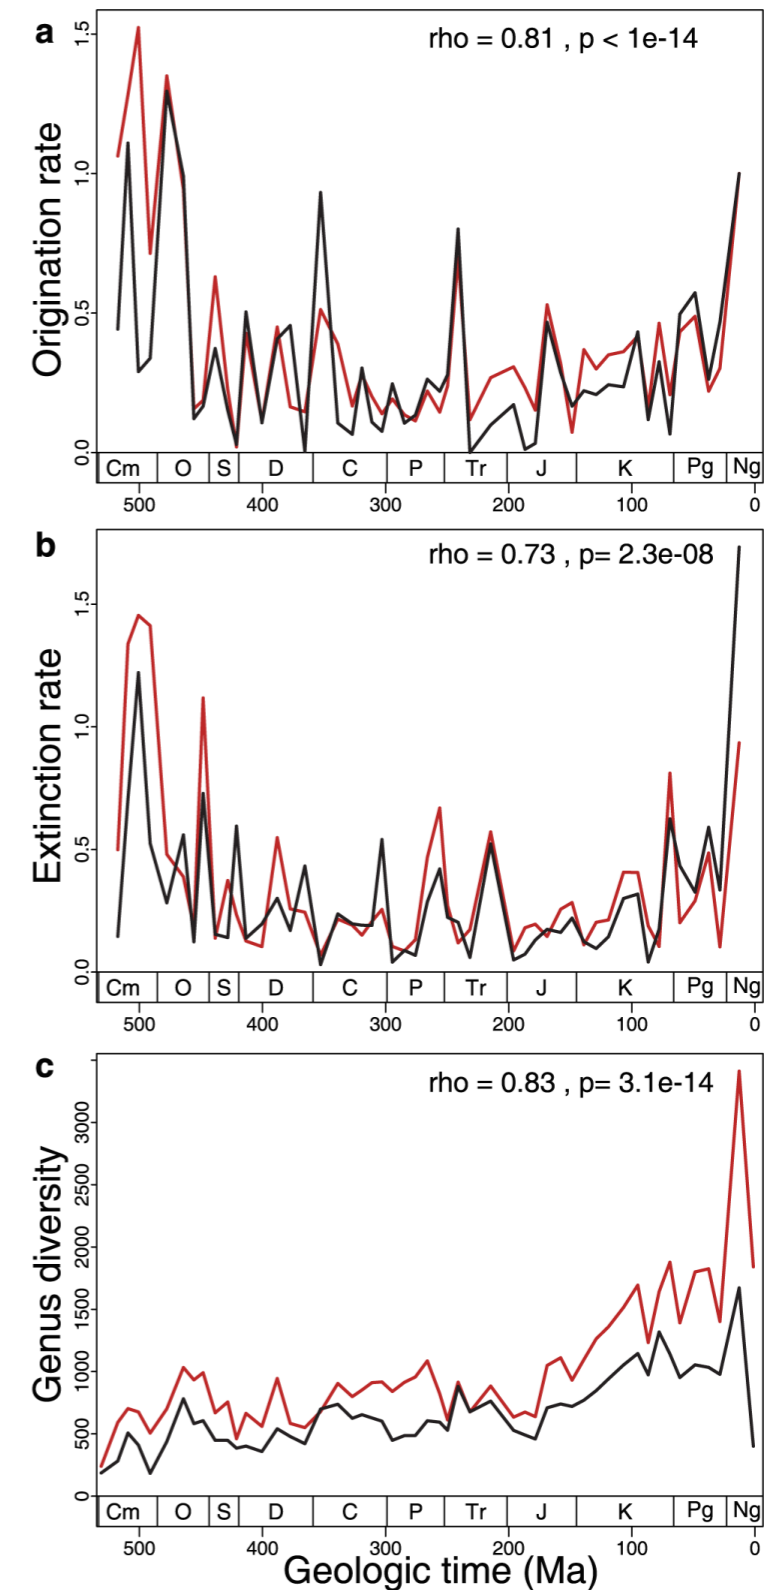 a
rho = 0.81 , p < 1e-14
Origination rate
0.0 0.5 1.0 1.5
Cm O S D C P Tr J K Pg Ng
500 400 300 200 100 0
b
rho = 0.73 , p= 2.3e-08
Extinction rate
0.0 0.5 1.0 1.5
Cm O S D C P Tr J K Pg Ng
500 400 300 200 100 0
c
rho = 0.83 , p= 3.1e-14
Genus diversity
0 500 1000 1500 2000 2500 3000
Cm O S D C P Tr J K Pg Ng
500 400 300 200 100 0
Geologic time (Ma)